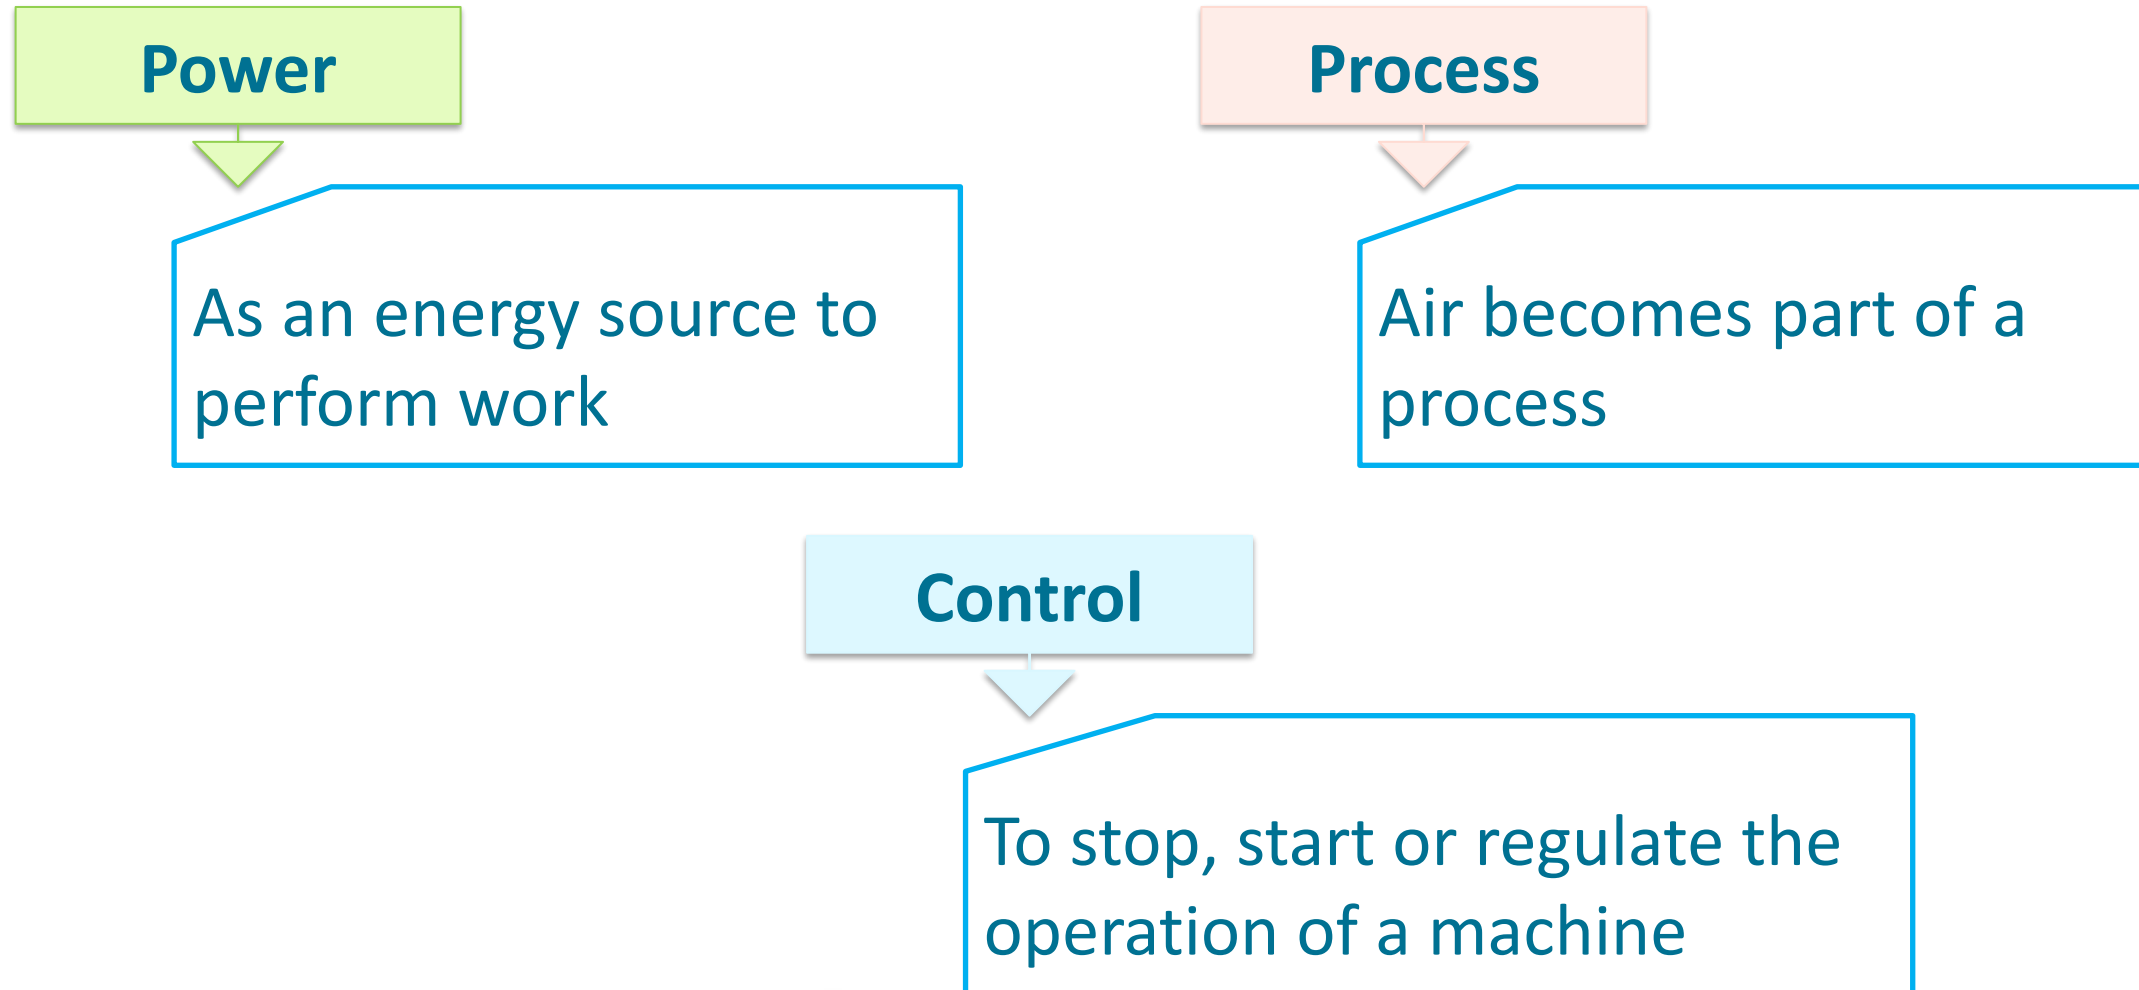 Power
As an energy source to
perform work
Process
Air becomes part of a
process
Control
To stop, start or regulate the
operation of a machine